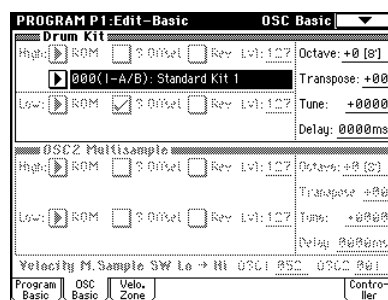 PROGRAM P1:Edit-Basic OSC Basic
Drum Kit
High: ROM S.Offset Rev Lvl:127 Octave: +0 [8']
000(I-A/B): Standard Kit 1 Transpose: +00
Low: ROM S.Offset Rev Lvl:127 Tune: +0000
Delay: 0000ms
OSC2 Multisample
High: ROM S.Offset Rev Lvl:127 Octave: +0 [8']
Transpose +00
Low: ROM S.Offset Rev Lvl:127 Tune: +0000
Delay 0000ms
Velocity M.Sample SW Lo → Hi OSC1 052 OSC2 001
Program Basic OSC Basic Velo. Zone Contro- ller